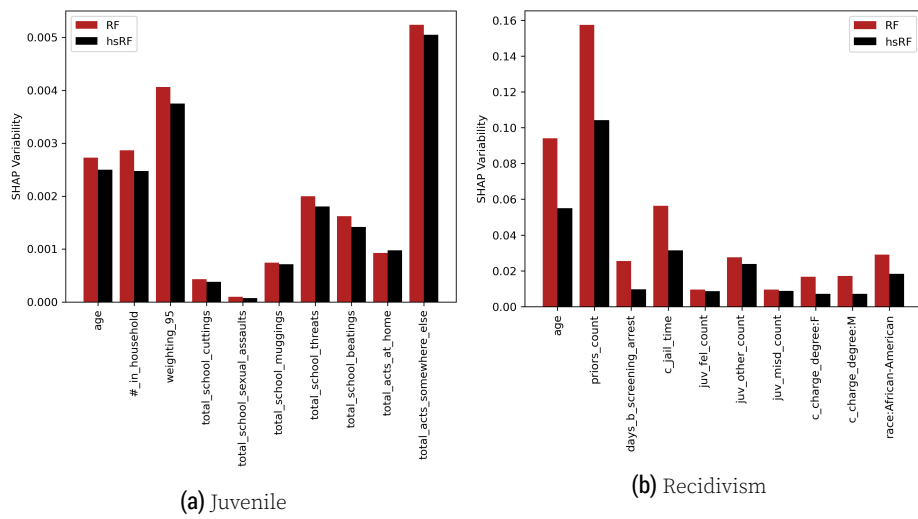 RF
hsRF
SHAP Variability
0.005
0.004
0.003
0.002
0.001
0.000
age
#_in_household
weighting_95
total_school_cuttings
total_school_sexual_assaults
total_school_muggings
total_school_threats
total_school_beatings
total_acts_at_home
total_acts_somewhere_else
(a) Juvenile
RF
hsRF
SHAP Variability
0.16
0.14
0.12
0.10
0.08
0.06
0.04
0.02
0.00
age
priors_count
days_b_screening_arrest
c_jail_time
juv_fel_count
juv_other_count
juv_misd_count
c_charge_degree:F
c_charge_degree:M
race:African-American
(b) Recidivism